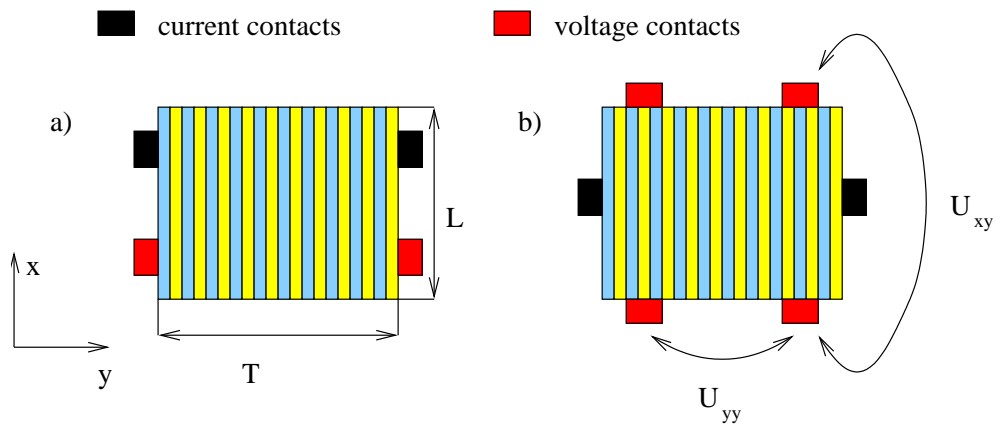 current contacts
voltage contacts
a)
b)
L
U xy
x
y
T
U yy